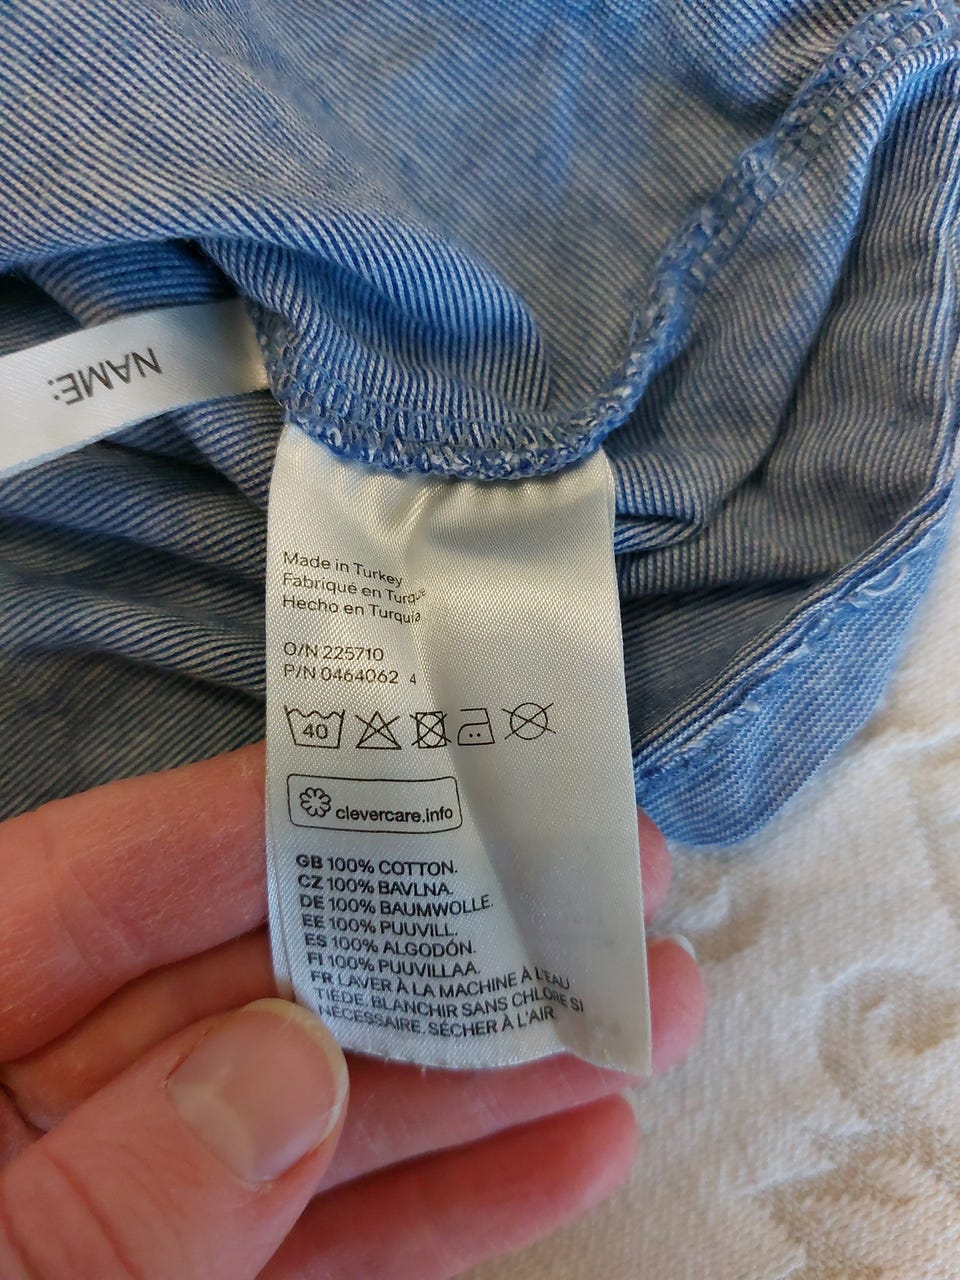 NAME:
Made in Turkey
Fabriqué en Turquie
Hecho en Turquía
O/N 225710
P/N 0464062 4
40
clevercare.info
GB 100% COTTON.
CZ 100% BAVLNA.
DE 100% BAUMWOLLE.
EE 100% PUUVILL.
ES 100% ALGODÓN.
FI 100% PUUVILLAA.
FR LAVER À LA MACHINE À L'EAU
TIÈDE. BLANCHIR SANS CHLORE SI
NÉCESSAIRE. SÉCHER À L'AIR.